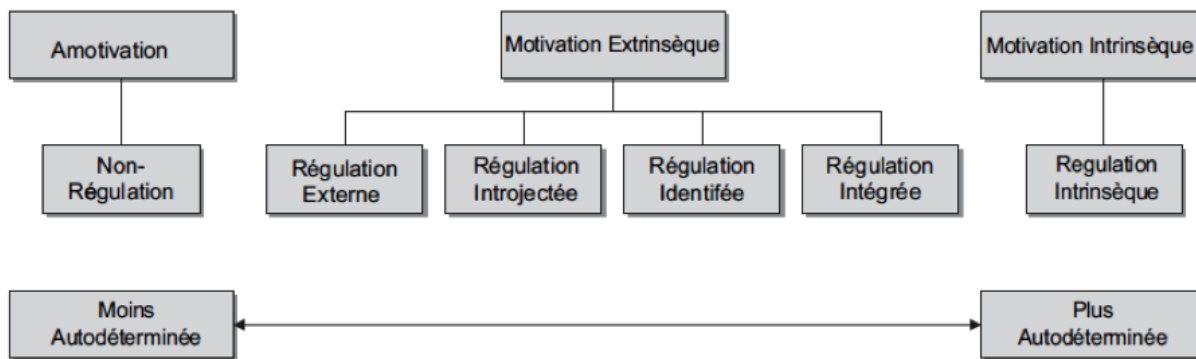 Amotivation
Motivation Extrinsèque
Motivation Intrinsèque
Non-
Régulation
Régulation
Externe
Régulation
Introjectée
Régulation
Identifée
Régulation
Intégrée
Regulation
Intrinsèque
Moins
Autodéterminée
Plus
Autodéterminée